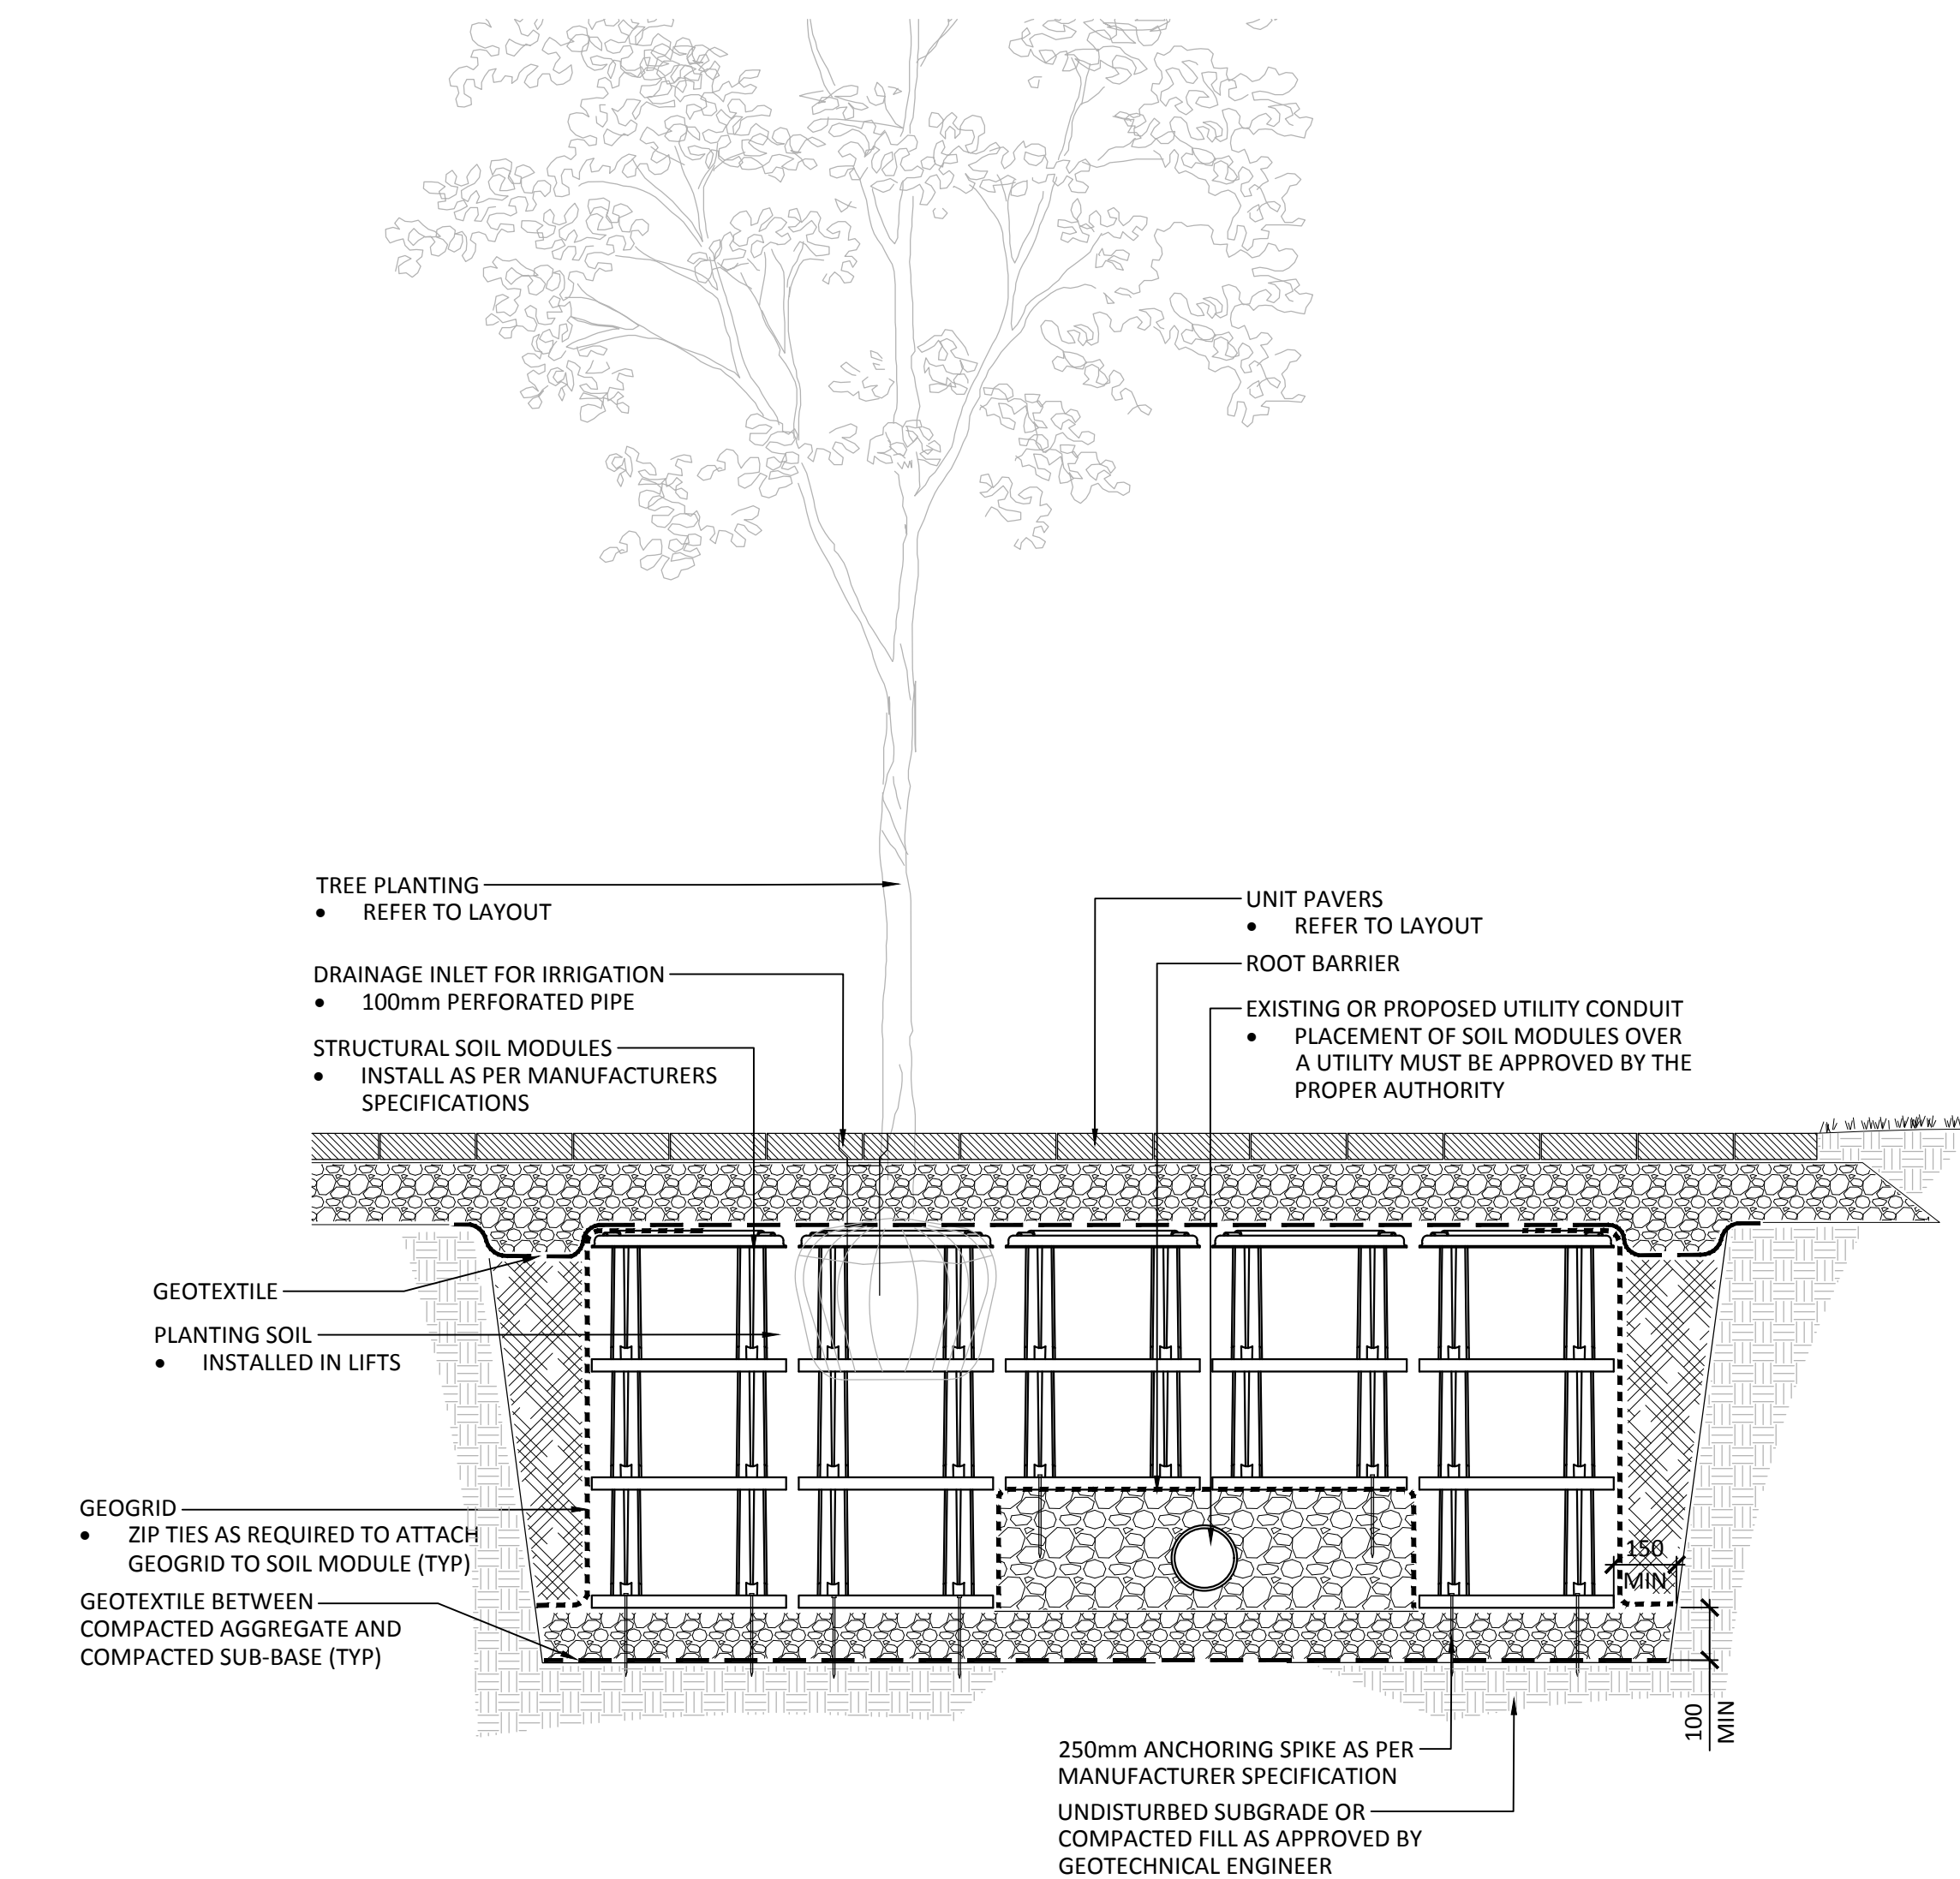 TREE PLANTING
• REFER TO LAYOUT
DRAINAGE INLET FOR IRRIGATION
• 100mm PERFORATED PIPE
STRUCTURAL SOIL MODULES
• INSTALL AS PER MANUFACTURERS
SPECIFICATIONS
UNIT PAVERS
• REFER TO LAYOUT
ROOT BARRIER
EXISTING OR PROPOSED UTILITY CONDUIT
• PLACEMENT OF SOIL MODULES OVER
A UTILITY MUST BE APPROVED BY THE
PROPER AUTHORITY
GEOTEXTILE
PLANTING SOIL
• INSTALLED IN LIFTS
GEOGRID
• ZIP TIES AS REQUIRED TO ATTACH
GEOGRID TO SOIL MODULE (TYP)
GEOTEXTILE BETWEEN
COMPACTED AGGREGATE AND
COMPACTED SUB-BASE (TYP)
150
MIN
100
MIN
250mm ANCHORING SPIKE AS PER
MANUFACTURER SPECIFICATION
UNDISTURBED SUBGRADE OR
COMPACTED FILL AS APPROVED BY
GEOTECHNICAL ENGINEER